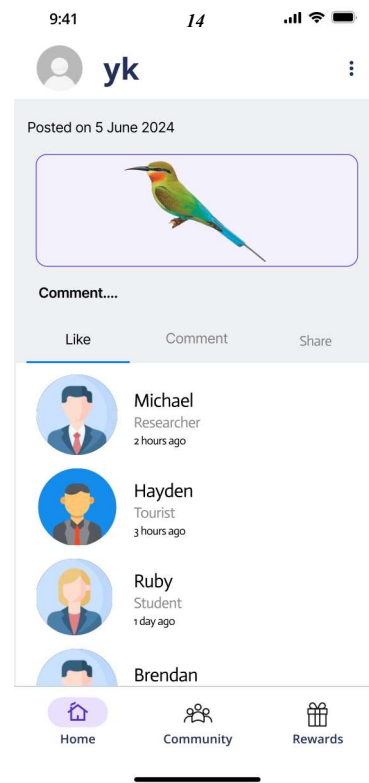 9:41
14
yk
Posted on 5 June 2024
Comment....
Like Comment Share
Michael
Researcher
2 hours ago
Hayden
Tourist
3 hours ago
Ruby
Student
1 day ago
Brendan
Home Community Rewards